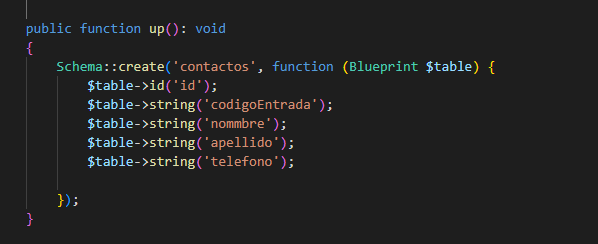 public function up(): void
{
    Schema::create('contactos', function (Blueprint $table) {
        $table->id('id');
        $table->string('codigoEntrada');
        $table->string('nommbre');
        $table->string('apellido');
        $table->string('telefono');
    });
}